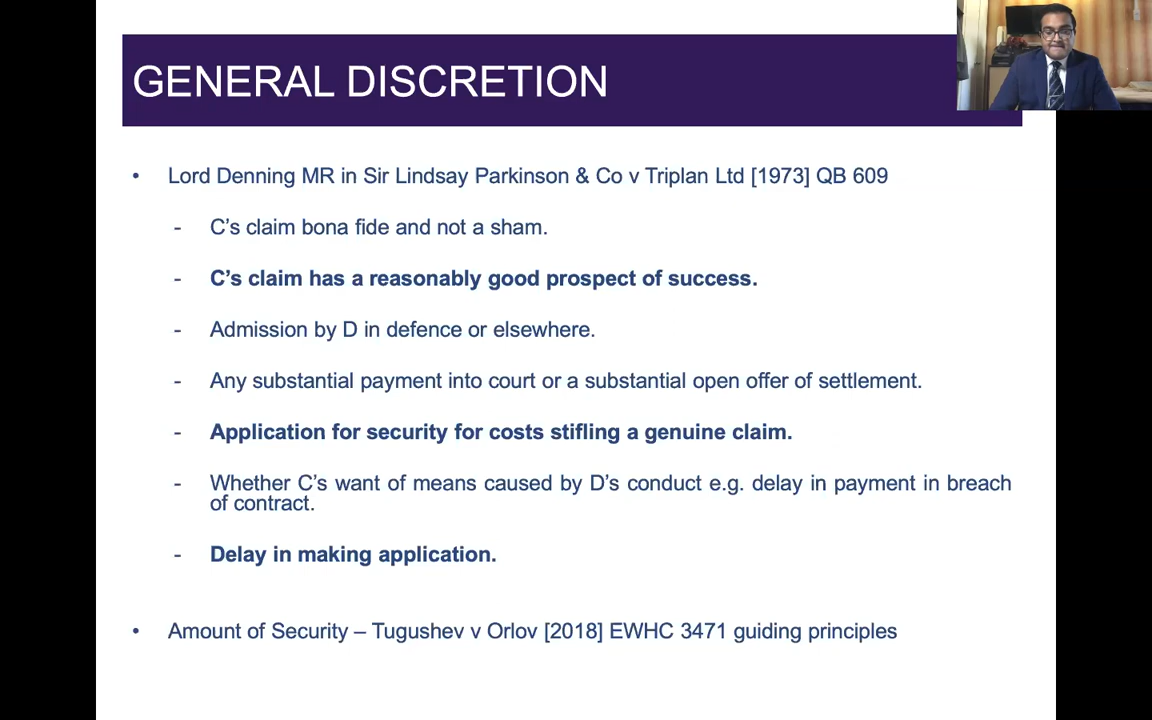 GENERAL DISCRETION
• Lord Denning MR in Sir Lindsay Parkinson & Co v Triplan Ltd [1973] QB 609
- C’s claim bona fide and not a sham.
- C’s claim has a reasonably good prospect of success.
- Admission by D in defence or elsewhere.
- Any substantial payment into court or a substantial open offer of settlement.
- Application for security for costs stifling a genuine claim.
- Whether C’s want of means caused by D’s conduct e.g. delay in payment in breach
of contract.
- Delay in making application.
• Amount of Security – Tugushev v Orlov [2018] EWHC 3471 guiding principles